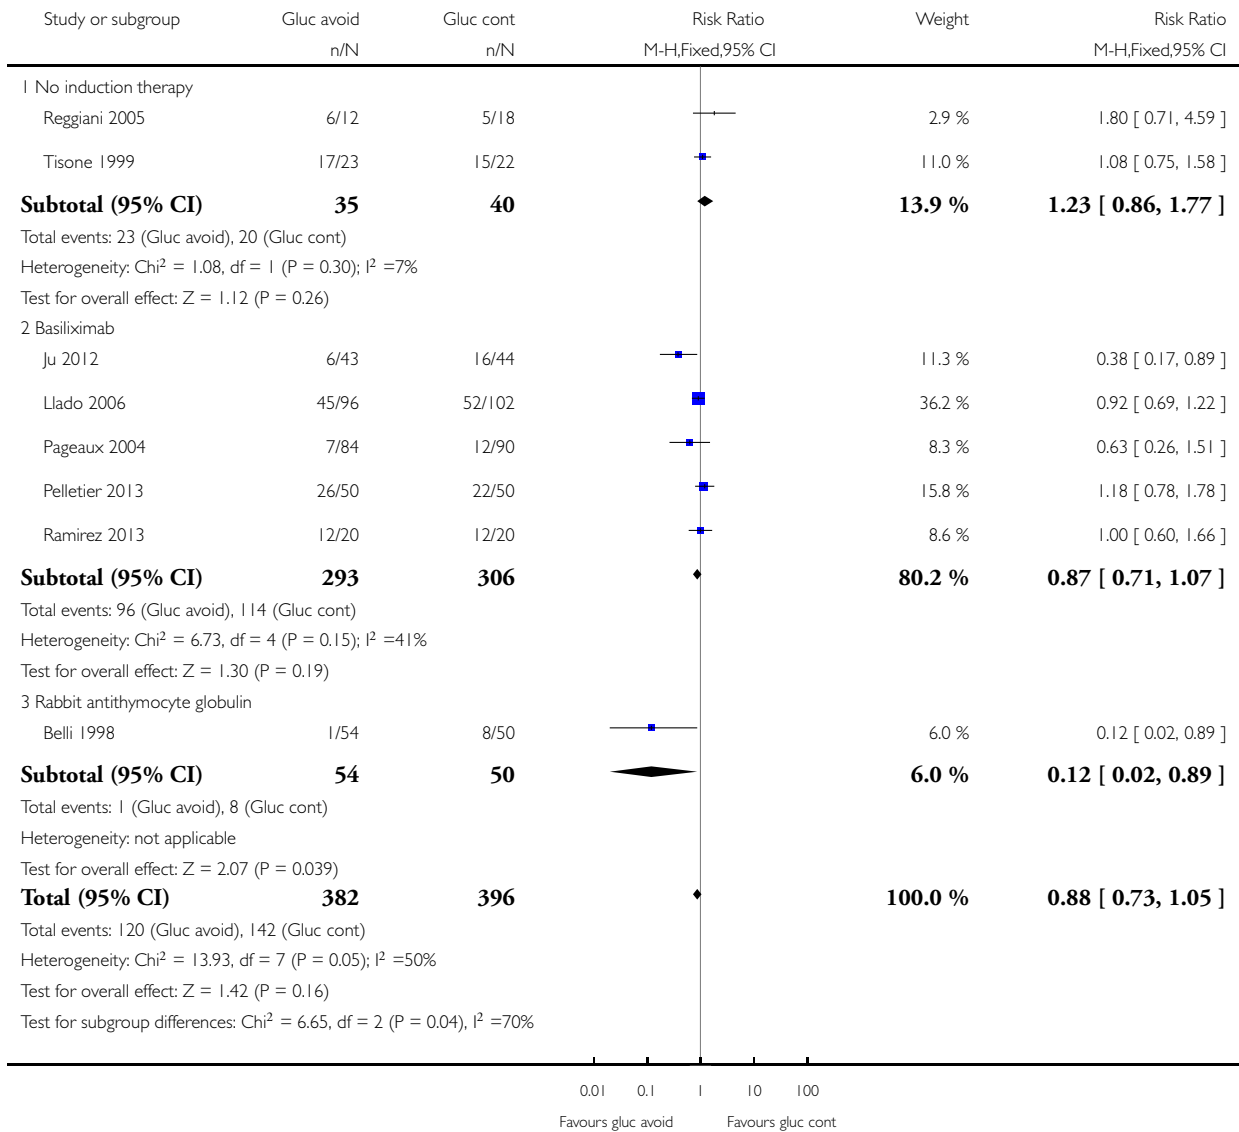 Study or subgroup Gluc avoid Gluc cont Risk Ratio Weight Risk Ratio
n/N n/N M-H,Fixed,95% CI M-H,Fixed,95% CI
1 No induction therapy
Reggiani 2005 6/12 5/18 2.9 % 1.80 [ 0.71, 4.59 ]
Tisone 1999 17/23 15/22 11.0 % 1.08 [ 0.75, 1.58 ]
Subtotal (95% CI) 35 40 13.9 % 1.23 [ 0.86, 1.77 ]
Total events: 23 (Gluc avoid), 20 (Gluc cont)
Heterogeneity: Chi² = 1.08, df = 1 (P = 0.30); I² =7%
Test for overall effect: Z = 1.12 (P = 0.26)
2 Basiliximab
Ju 2012 6/43 16/44 11.3 % 0.38 [ 0.17, 0.89 ]
Llado 2006 45/96 52/102 36.2 % 0.92 [ 0.69, 1.22 ]
Pageaux 2004 7/84 12/90 8.3 % 0.63 [ 0.26, 1.51 ]
Pelletier 2013 26/50 22/50 15.8 % 1.18 [ 0.78, 1.78 ]
Ramirez 2013 12/20 12/20 8.6 % 1.00 [ 0.60, 1.66 ]
Subtotal (95% CI) 293 306 80.2 % 0.87 [ 0.71, 1.07 ]
Total events: 96 (Gluc avoid), 114 (Gluc cont)
Heterogeneity: Chi² = 6.73, df = 4 (P = 0.15); I² =41%
Test for overall effect: Z = 1.30 (P = 0.19)
3 Rabbit antithymocyte globulin
Belli 1998 1/54 8/50 6.0 % 0.12 [ 0.02, 0.89 ]
Subtotal (95% CI) 54 50 6.0 % 0.12 [ 0.02, 0.89 ]
Total events: 1 (Gluc avoid), 8 (Gluc cont)
Heterogeneity: not applicable
Test for overall effect: Z = 2.07 (P = 0.039)
Total (95% CI) 382 396 100.0 % 0.88 [ 0.73, 1.05 ]
Total events: 120 (Gluc avoid), 142 (Gluc cont)
Heterogeneity: Chi² = 13.93, df = 7 (P = 0.05); I² =50%
Test for overall effect: Z = 1.42 (P = 0.16)
Test for subgroup differences: Chi² = 6.65, df = 2 (P = 0.04), I² =70%
0.01 0.1 1 10 100
Favours gluc avoid Favours gluc cont